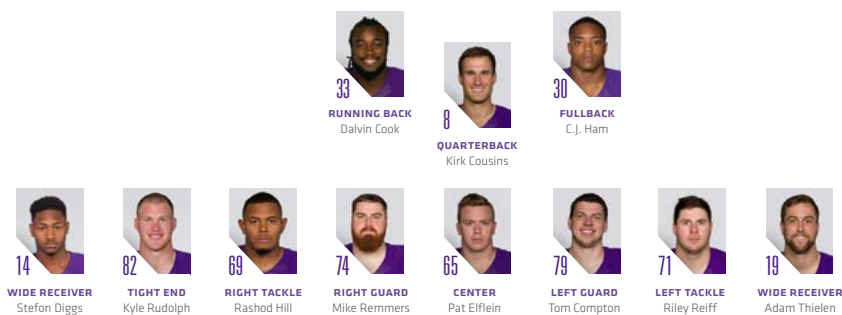 33
RUNNING BACK
Dalvin Cook
8
QUARTERBACK
Kirk Cousins
30
FULLBACK
C.J. Ham
14
WIDE RECEIVER
Stefon Diggs
82
TIGHT END
Kyle Rudolph
69
RIGHT TACKLE
Rashod Hill
74
RIGHT GUARD
Mike Remmers
65
CENTER
Pat Elflein
79
LEFT GUARD
Tom Compton
71
LEFT TACKLE
Riley Reiff
19
WIDE RECEIVER
Adam Thielen